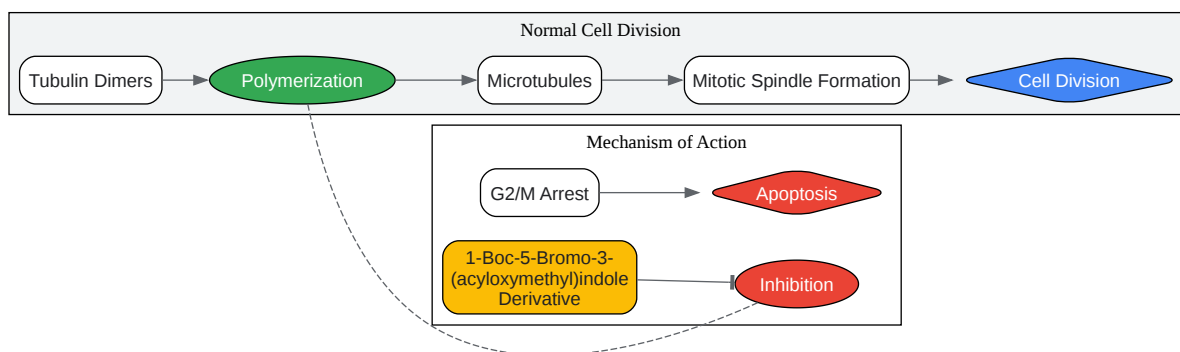 Normal Cell Division
Tubulin Dimers
Polymerization
Microtubules
Mitotic Spindle Formation
Cell Division
Mechanism of Action
G2/M Arrest
Apoptosis
1-Boc-5-Bromo-3-
(acyloxymethyl)indole
Derivative
Inhibition